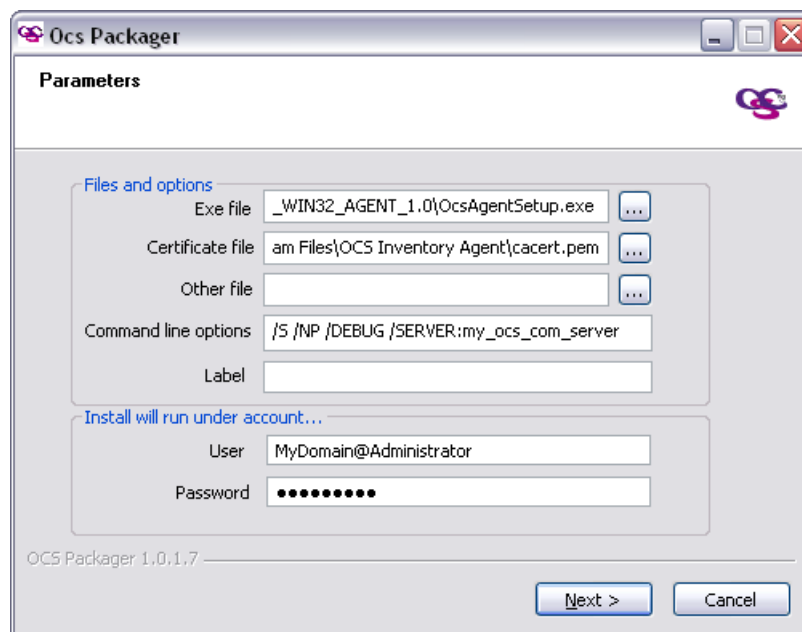 Ocs Packager
Parameters
Files and options
Exe file _WIN32_AGENT_1.0\OcsAgentSetup.exe ...
Certificate file am Files\OCS Inventory Agent\cacert.pem ...
Other file ...
Command line options /S /NP /DEBUG /SERVER:my_ocs_com_server
Label
Install will run under account...
User MyDomain@Administrator
Password •••••••••
OCS Packager 1.0.1.7
Next > Cancel